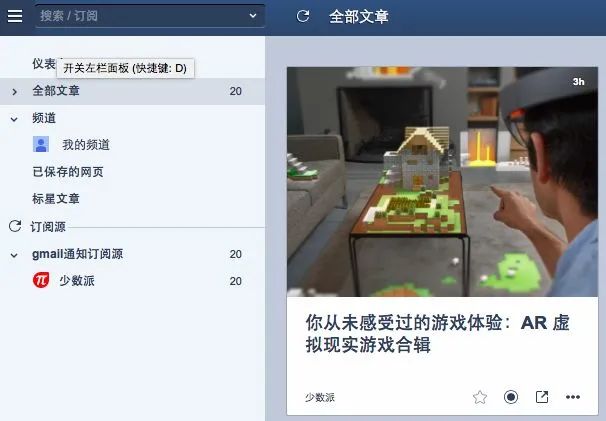 搜索 / 订阅
全部文章
仪表
开关左栏面板 (快捷键: D)
全部文章 20
频道
我的频道
已保存的网页
标星文章
订阅源
gmail通知订阅源 20
少数派 20
3h
你从未感受过的游戏体验：AR 虚
拟现实游戏合辑
少数派